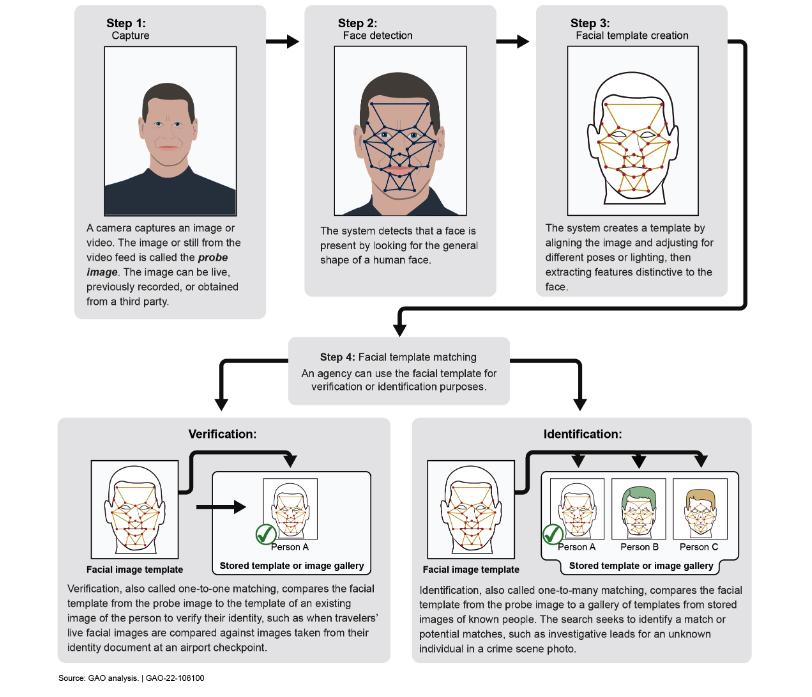 Step 1:
Capture
A camera captures an image or
video. The image or still from the
video feed is called the probe
image. The image can be live,
previously recorded, or obtained
from a third party.
Step 2:
Face detection
The system detects that a face is
present by looking for the general
shape of a human face.
Step 3:
Facial template creation
The system creates a template by
aligning the image and adjusting for
different poses or lighting, then
extracting features distinctive to the
face.
Step 4: Facial template matching
An agency can use the facial template for
verification or identification purposes.
Verification:
Facial image template
Person A
Stored template or image gallery
Verification, also called one-to-one matching, compares the facial
template from the probe image to the template of an existing
image of the person to verify their identity, such as when travelers'
live facial images are compared against images taken from their
identity document at an airport checkpoint.
Identification:
Facial image template
Person A
Person B
Person C
Stored template or image gallery
Identification, also called one-to-many matching, compares the facial
template from the probe image to a gallery of templates from stored
images of known people. The search seeks to identify a match or
potential matches, such as investigative leads for an unknown
individual in a crime scene photo.
Source: GAO analysis. | GAO-22-106100